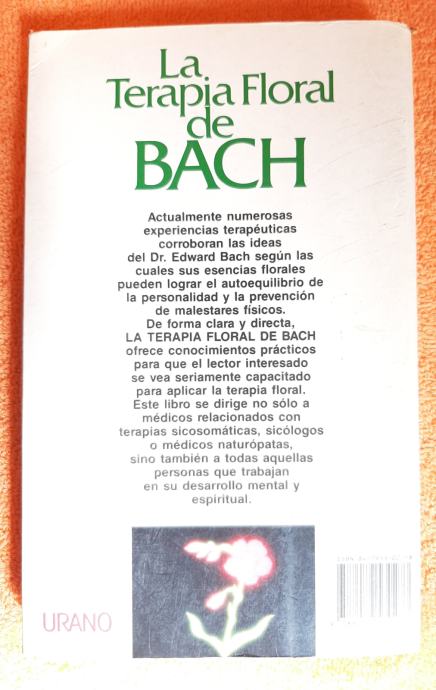 La
Terapia Floral
de
BACH
Actualmente numerosas
experiencias terapéuticas
corroboran las ideas
del Dr. Edward Bach según las
cuales sus esencias florales
pueden lograr el autoequilibrio de
la personalidad y la prevención
de malestares físicos.
De forma clara y directa,
LA TERAPIA FLORAL DE BACH
ofrece conocimientos prácticos
para que el lector interesado
se vea seriamente capacitado
para aplicar la terapia floral.
Este libro se dirige no sólo a
médicos relacionados con
terapias sicosomáticas, sicólogos
o médicos naturópatas,
sino también a todas aquellas
personas que trabajan
en su desarrollo mental y
espiritual.
URANO